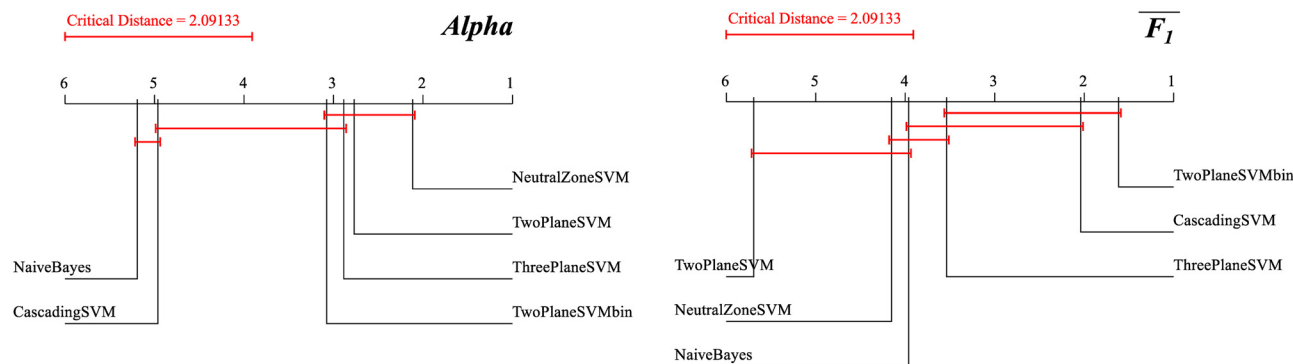 Critical Distance = 2.09133
Alpha
6 5 4 3 2 1
NeutralZoneSVM
TwoPlaneSVM
NaiveBayes
ThreePlaneSVM
CascadingSVM
TwoPlaneSVMbin
Critical Distance = 2.09133
F1
6 5 4 3 2 1
TwoPlaneSVMbin
CascadingSVM
TwoPlaneSVM
ThreePlaneSVM
NeutralZoneSVM
NaiveBayes